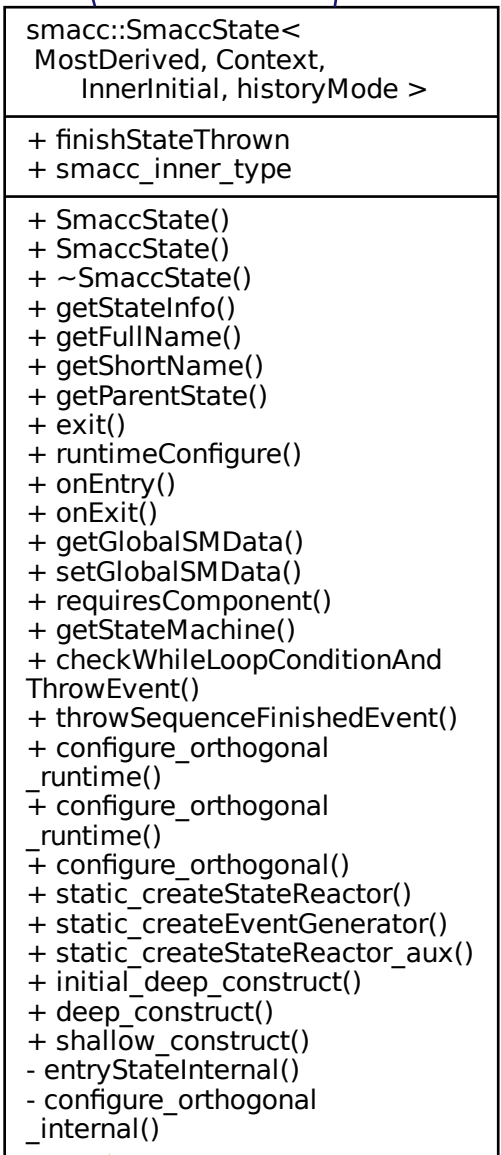 smacc::SmaccState<
MostDerived, Context,
InnerInitial, historyMode >
+ finishStateThrown
+ smacc_inner_type
+ SmaccState()
+ SmaccState()
+ ~SmaccState()
+ getStateInfo()
+ getFullName()
+ getShortName()
+ getParentState()
+ exit()
+ runtimeConfigure()
+ onEntry()
+ onExit()
+ getGlobalSMData()
+ setGlobalSMData()
+ requiresComponent()
+ getStateMachine()
+ checkWhileLoopConditionAnd
ThrowEvent()
+ throwSequenceFinishedEvent()
+ configure_orthogonal
_runtime()
+ configure_orthogonal
_runtime()
+ configure_orthogonal()
+ static_createStateReactor()
+ static_createEventGenerator()
+ static_createStateReactor_aux()
+ initial_deep_construct()
+ deep_construct()
+ shallow_construct()
- entryStateInternal()
- configure_orthogonal
_internal()